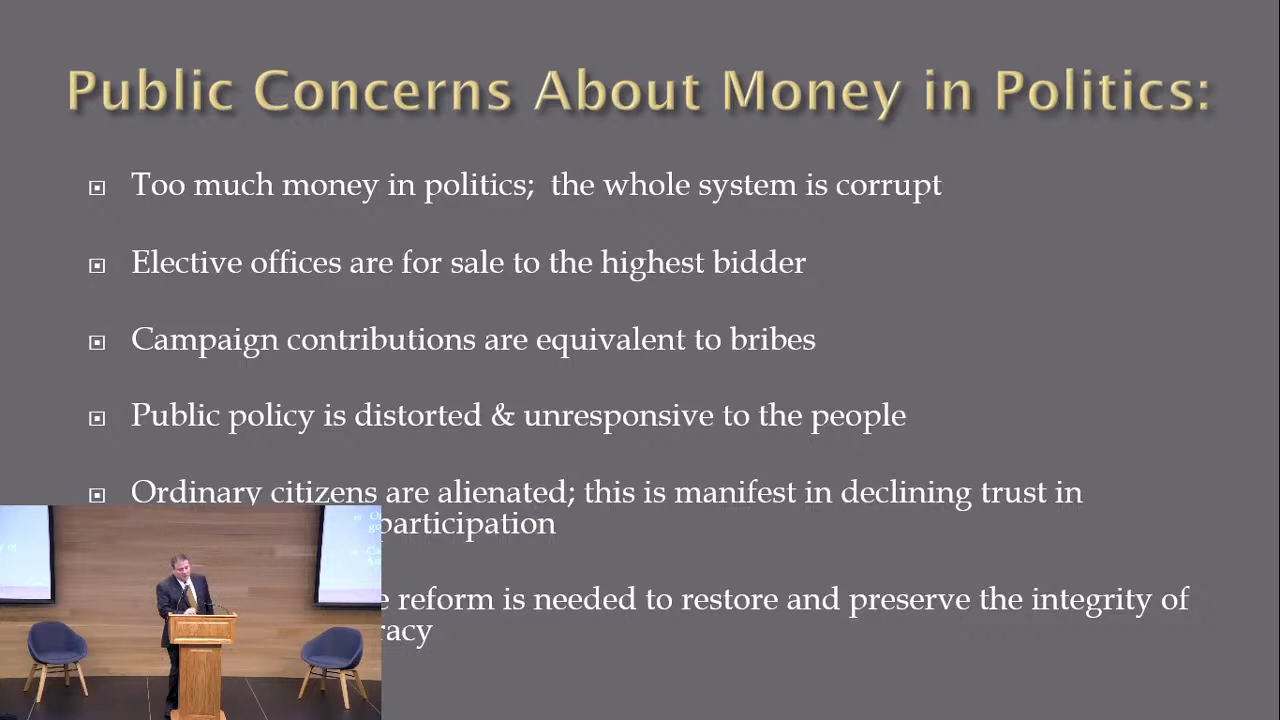 Public Concerns About Money in Politics:
Too much money in politics; the whole system is corrupt
Elective offices are for sale to the highest bidder
Campaign contributions are equivalent to bribes
Public policy is distorted & unresponsive to the people
Ordinary citizens are alienated; this is manifest in declining trust in
participation
reform is needed to restore and preserve the integrity of